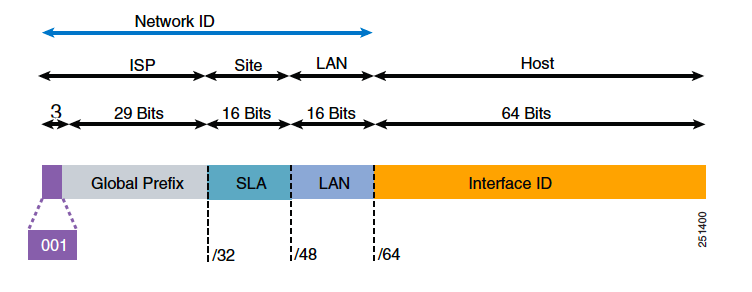 Network ID
ISP Site LAN Host
3 29 Bits 16 Bits 16 Bits 64 Bits
Global Prefix SLA LAN Interface ID
001
/32 /48 /64
251400